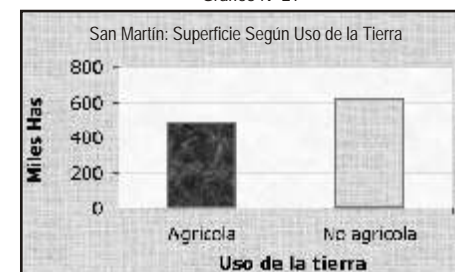 San Martín: Superficie Según Uso de la Tierra
Miles Has
800
600
400
200
0
Agricola
No agricola
Uso de la tierra